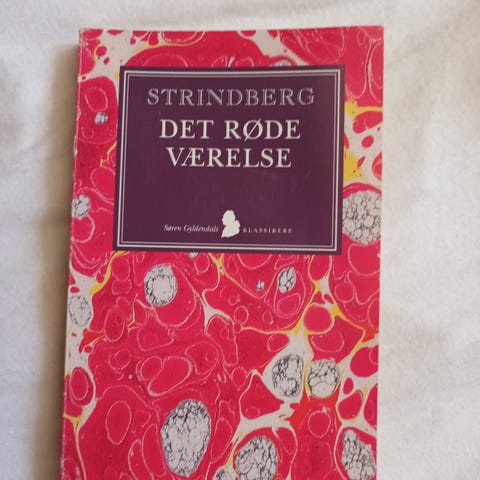 STRINDBERG
DET RØDE
VÆRELSE
Søren Gyldendals KLASSIKERE